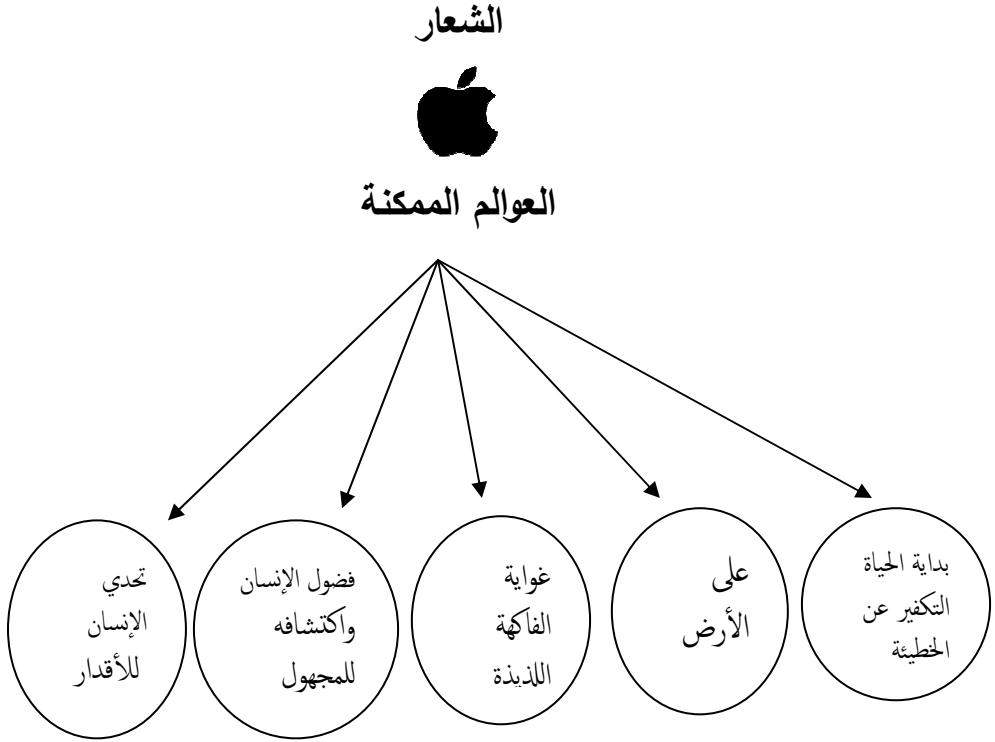 الشعار
العوالم الممكنة
بداية الحياة
التكفير عن
الخطيئة
على
الأرض
غواية
الفاكهة
اللذيذة
فضول الإنسان
واكتشافه
للمجهول
تحدي
الإنسان
للأقدار